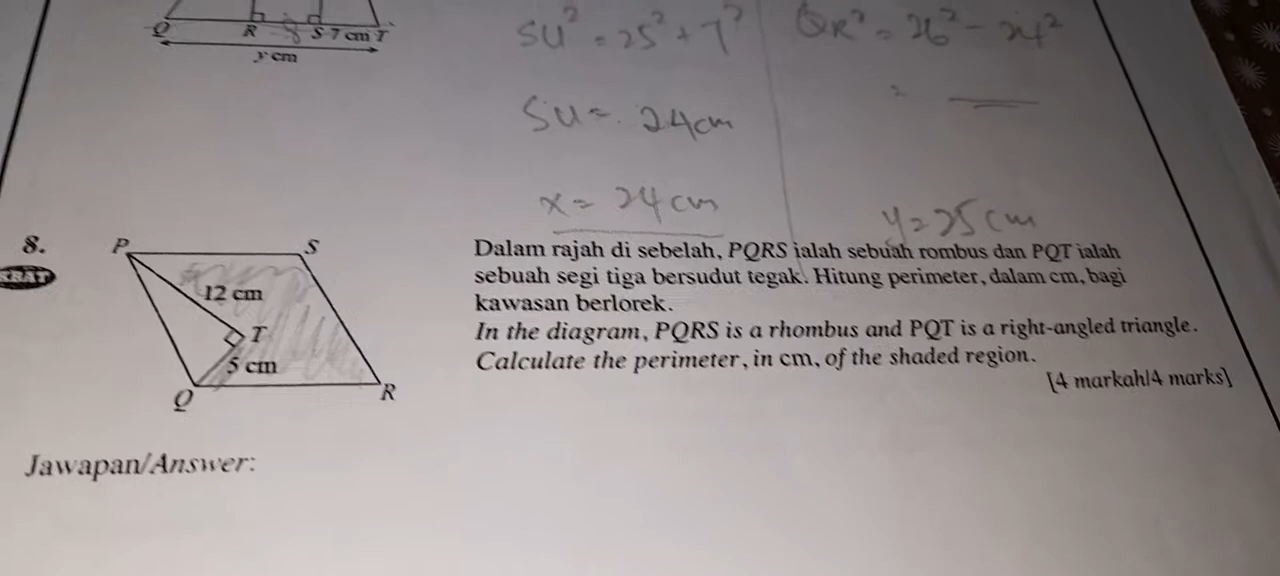 Q R 8 S 7 cm T
y cm
SU² = 25² + 7²
QR² = 26² - 24²
=
SU = 24cm
x = 24 cm
y = 25 cm
8.
KBAT
P S
12 cm
T
5 cm
Q R
Dalam rajah di sebelah, PQRS ialah sebuah rombus dan PQT ialah
sebuah segi tiga bersudut tegak. Hitung perimeter, dalam cm, bagi
kawasan berlorek.
In the diagram, PQRS is a rhombus and PQT is a right-angled triangle.
Calculate the perimeter, in cm, of the shaded region.
[4 markah/4 marks]
Jawapan/Answer: